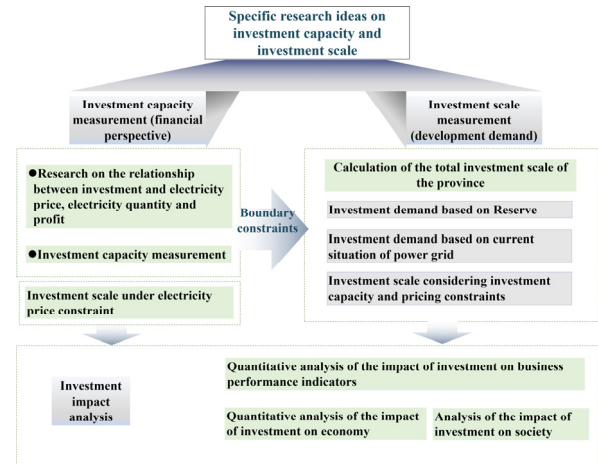 Specific research ideas on
investment capacity and
investment scale
Investment capacity
measurement (financial
perspective)
Investment scale
measurement
(development demand)
●Research on the relationship
between investment and electricity
price, electricity quantity and
profit
●Investment capacity measurement
Investment scale under electricity
price constraint
Boundary
constraints
Calculation of the total investment scale of
the province
Investment demand based on Reserve
Investment demand based on current
situation of power grid
Investment scale considering investment
capacity and pricing constraints
Investment
impact
analysis
Quantitative analysis of the impact of investment on business
performance indicators
Quantitative analysis of the impact
of investment on economy
Analysis of the impact of
investment on society